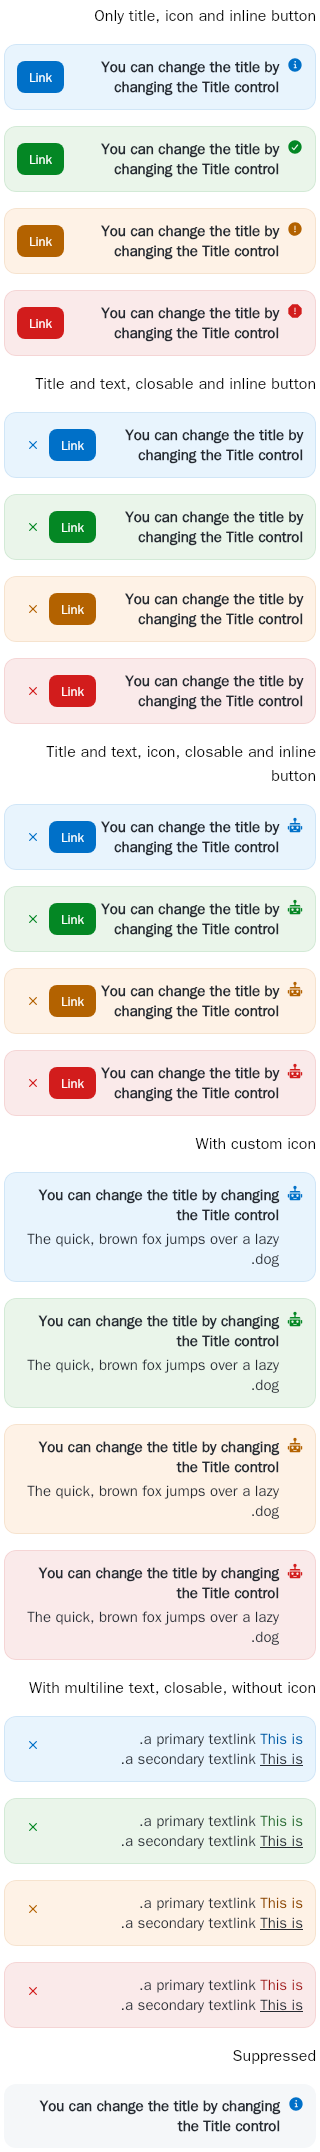 Only title, icon and inline button
You can change the title by
changing the Title control
Link
You can change the title by
changing the Title control
Link
You can change the title by
changing the Title control
Link
You can change the title by
changing the Title control
Link
Title and text, closable and inline button
You can change the title by
changing the Title control
Link
You can change the title by
changing the Title control
Link
You can change the title by
changing the Title control
Link
You can change the title by
changing the Title control
Link
Title and text, icon, closable and inline
button
You can change the title by
changing the Title control
Link
You can change the title by
changing the Title control
Link
You can change the title by
changing the Title control
Link
You can change the title by
changing the Title control
Link
With custom icon
You can change the title by changing
the Title control
The quick, brown fox jumps over a lazy
.dog
You can change the title by changing
the Title control
The quick, brown fox jumps over a lazy
.dog
You can change the title by changing
the Title control
The quick, brown fox jumps over a lazy
.dog
You can change the title by changing
the Title control
The quick, brown fox jumps over a lazy
.dog
With multiline text, closable, without icon
.a primary textlink This is
.a secondary textlink This is
.a primary textlink This is
.a secondary textlink This is
.a primary textlink This is
.a secondary textlink This is
.a primary textlink This is
.a secondary textlink This is
Suppressed
You can change the title by changing
the Title control